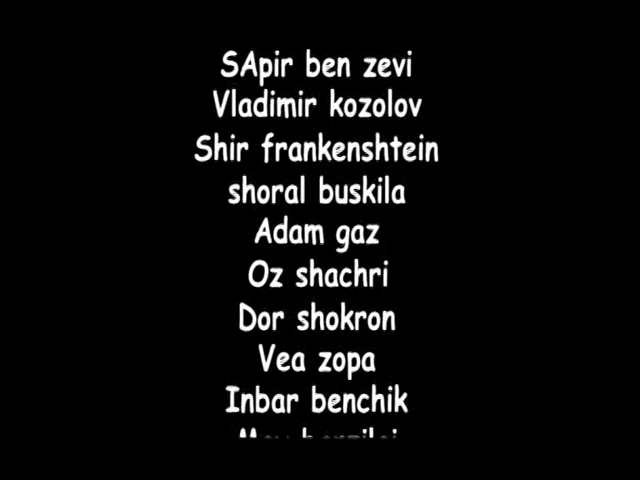 SApir ben zevi
Vladimir kozolov
Shir frankenshtein
shoral buskila
Adam gaz
Oz shachri
Dor shokron
Vea zopa
Inbar benchik